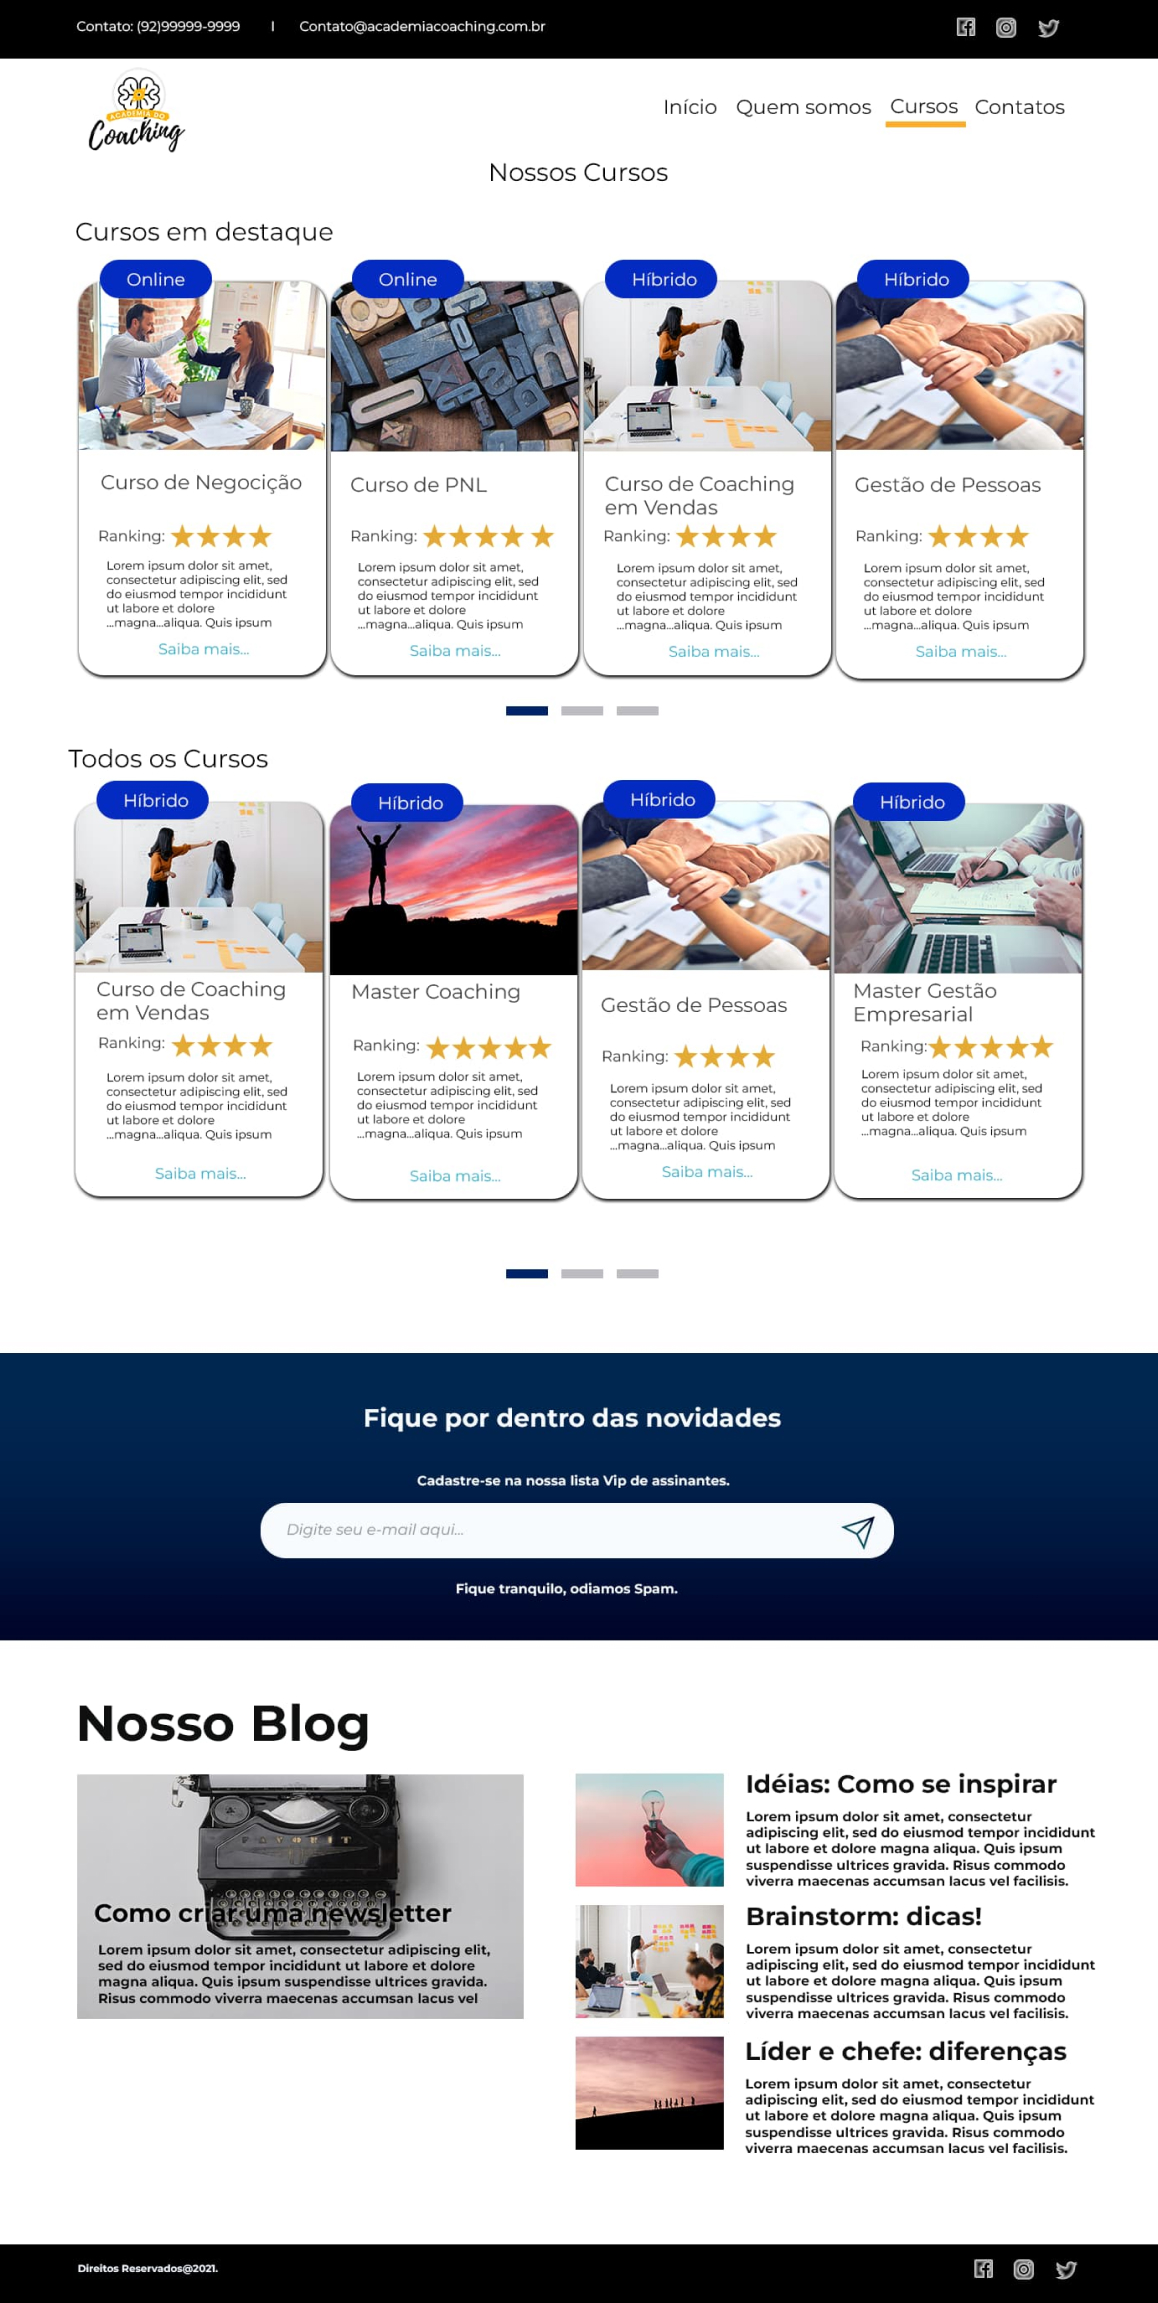 Contato: (92)99999-9999 | Contato@academiacoaching.com.br
ACADEMIA DO
Coaching
Início Quem somos Cursos Contatos
Nossos Cursos
Cursos em destaque
Online
Curso de Negocição
Ranking:
Lorem ipsum dolor sit amet,
consectetur adipiscing elit, sed
do eiusmod tempor incididunt
ut labore et dolore
...magna...aliqua. Quis ipsum
Saiba mais...
Online
Curso de PNL
Ranking:
Lorem ipsum dolor sit amet,
consectetur adipiscing elit, sed
do eiusmod tempor incididunt
ut labore et dolore
...magna...aliqua. Quis ipsum
Saiba mais...
Híbrido
Curso de Coaching
em Vendas
Ranking:
Lorem ipsum dolor sit amet,
consectetur adipiscing elit, sed
do eiusmod tempor incididunt
ut labore et dolore
...magna...aliqua. Quis ipsum
Saiba mais...
Híbrido
Gestão de Pessoas
Ranking:
Lorem ipsum dolor sit amet,
consectetur adipiscing elit, sed
do eiusmod tempor incididunt
ut labore et dolore
...magna...aliqua. Quis ipsum
Saiba mais...
Todos os Cursos
Híbrido
Curso de Coaching
em Vendas
Ranking:
Lorem ipsum dolor sit amet,
consectetur adipiscing elit, sed
do eiusmod tempor incididunt
ut labore et dolore
...magna...aliqua. Quis ipsum
Saiba mais...
Híbrido
Master Coaching
Ranking:
Lorem ipsum dolor sit amet,
consectetur adipiscing elit, sed
do eiusmod tempor incididunt
ut labore et dolore
...magna...aliqua. Quis ipsum
Saiba mais...
Híbrido
Gestão de Pessoas
Ranking:
Lorem ipsum dolor sit amet,
consectetur adipiscing elit, sed
do eiusmod tempor incididunt
ut labore et dolore
...magna...aliqua. Quis ipsum
Saiba mais...
Híbrido
Master Gestão
Empresarial
Ranking:
Lorem ipsum dolor sit amet,
consectetur adipiscing elit, sed
do eiusmod tempor incididunt
ut labore et dolore
...magna...aliqua. Quis ipsum
Saiba mais...
Fique por dentro das novidades
Cadastre-se na nossa lista Vip de assinantes.
Digite seu e-mail aqui...
Fique tranquilo, odiamos Spam.
Nosso Blog
Como criar uma newsletter
Lorem ipsum dolor sit amet, consectetur adipiscing elit,
sed do eiusmod tempor incididunt ut labore et dolore
magna aliqua. Quis ipsum suspendisse ultrices gravida.
Risus commodo viverra maecenas accumsan lacus vel
Idéias: Como se inspirar
Lorem ipsum dolor sit amet, consectetur
adipiscing elit, sed do eiusmod tempor incididunt
ut labore et dolore magna aliqua. Quis ipsum
suspendisse ultrices gravida. Risus commodo
viverra maecenas accumsan lacus vel facilisis.
Brainstorm: dicas!
Lorem ipsum dolor sit amet, consectetur
adipiscing elit, sed do eiusmod tempor incididunt
ut labore et dolore magna aliqua. Quis ipsum
suspendisse ultrices gravida. Risus commodo
viverra maecenas accumsan lacus vel facilisis.
Líder e chefe: diferenças
Lorem ipsum dolor sit amet, consectetur
adipiscing elit, sed do eiusmod tempor incididunt
ut labore et dolore magna aliqua. Quis ipsum
suspendisse ultrices gravida. Risus commodo
viverra maecenas accumsan lacus vel facilisis.
Direitos Reservados@2021.